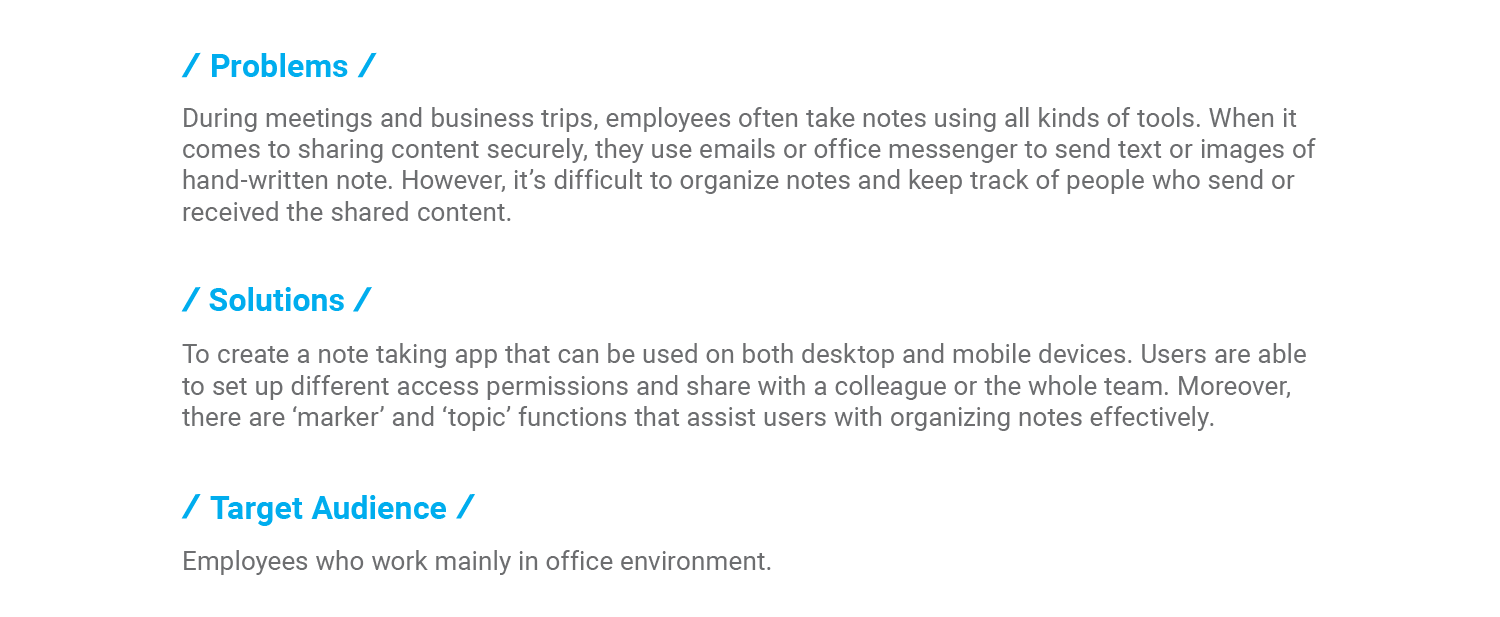 / Problems /
During meetings and business trips, employees often take notes using all kinds of tools. When it
comes to sharing content securely, they use emails or office messenger to send text or images of
hand-written note. However, it’s difficult to organize notes and keep track of people who send or
received the shared content.
/ Solutions /
To create a note taking app that can be used on both desktop and mobile devices. Users are able
to set up different access permissions and share with a colleague or the whole team. Moreover,
there are ‘marker’ and ‘topic’ functions that assist users with organizing notes effectively.
/ Target Audience /
Employees who work mainly in office environment.